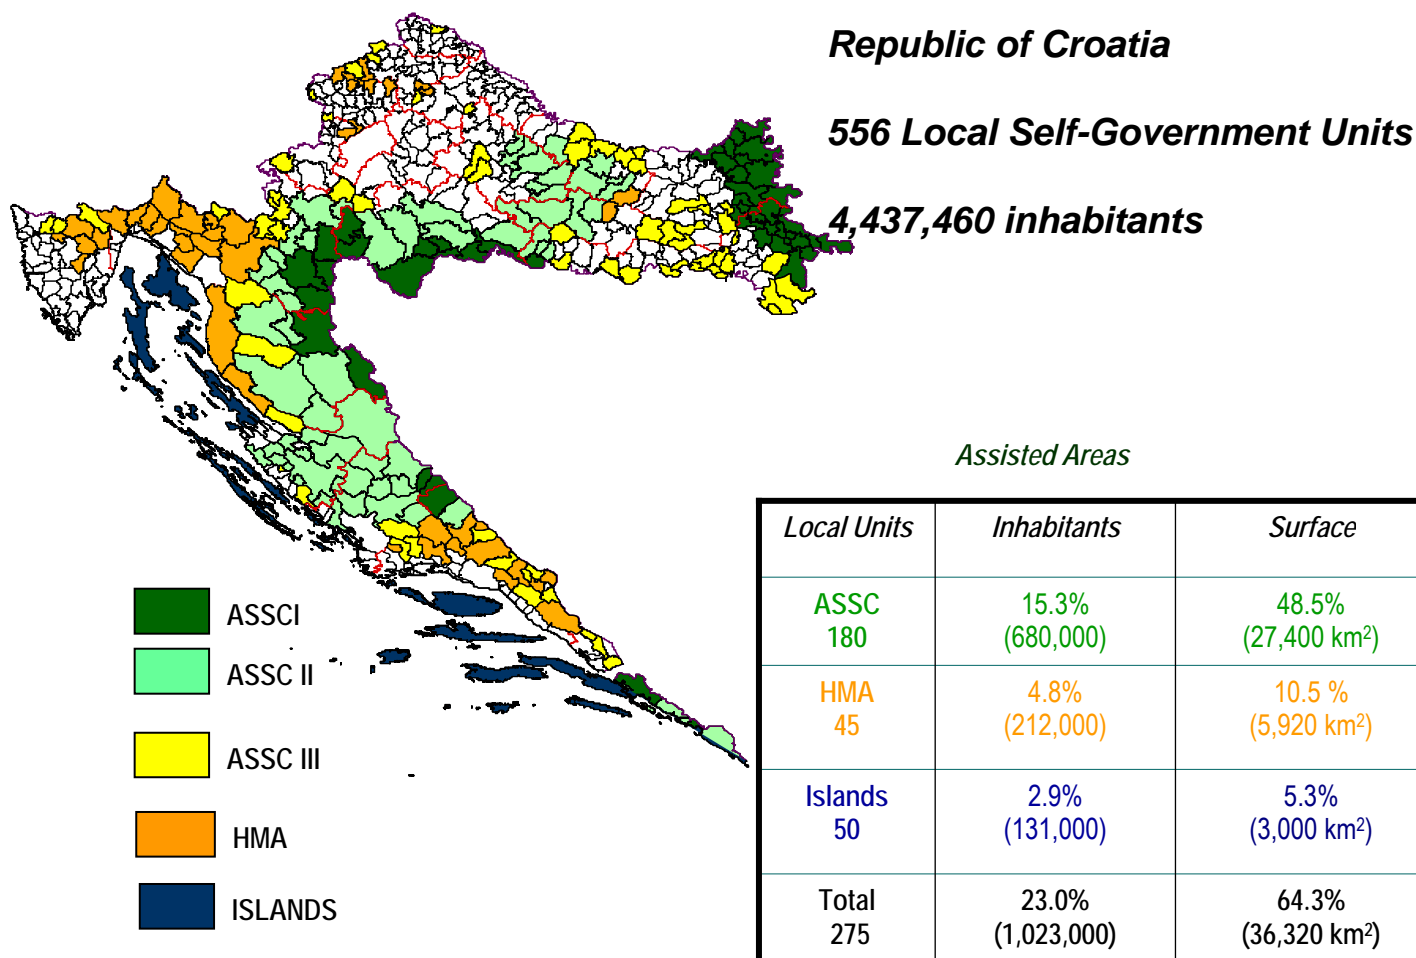 Republic of Croatia
556 Local Self-Government Units
4,437,460 inhabitants
Assisted Areas
Local Units Inhabitants Surface
ASSC 15.3% 48.5%
180 (680,000) (27,400 km²)
HMA 4.8% 10.5 %
45 (212,000) (5,920 km²)
Islands 2.9% 5.3%
50 (131,000) (3,000 km²)
Total 23.0% 64.3%
275 (1,023,000) (36,320 km²)
ASSCI
ASSC II
ASSC III
HMA
ISLANDS